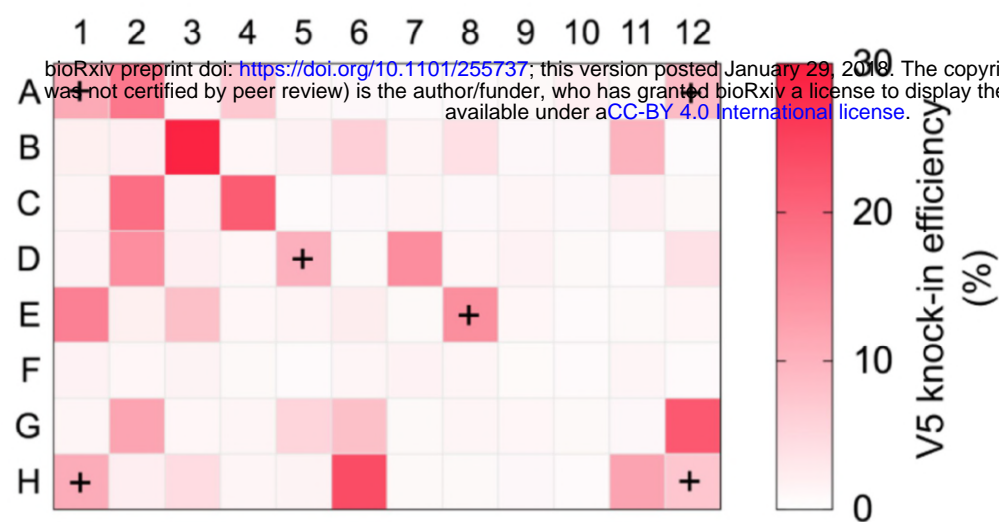 1 2 3 4 5 6 7 8 9 10 11 12
30
bioRxiv preprint doi: https://doi.org/10.1101/255737; this version posted January 29, 2018. The copyri
A + was not certified by peer review) is the author/funder, who has granted bioRxiv a license to display the +
available under aCC-BY 4.0 International license.
B
C
20
D + 
E +
F
10
G
H + +
0
V5 knock-in efficiency
(%)